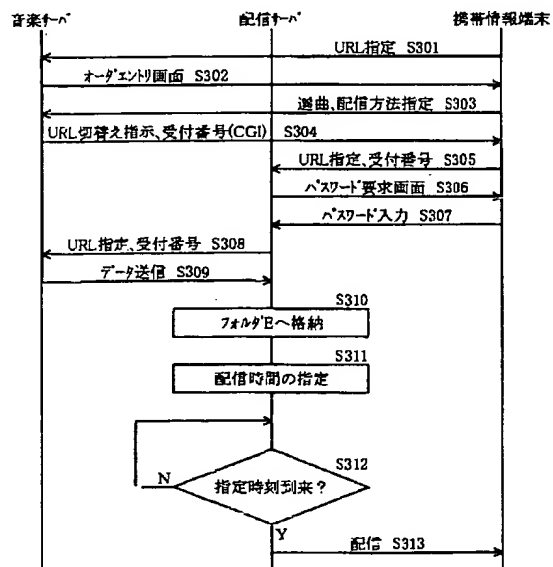 音楽ｻｰﾊﾞ 配信ｻｰﾊﾞ 携帯情報端末
URL指定 S301
ｵｰﾀﾞｴﾝﾄﾘ画面 S302
選曲､配信方法指定 S303
URL切替え指示､受付番号(CGI) S304
URL指定､受付番号 S305
ﾊﾟｽﾜｰﾄﾞ要求画面 S306
ﾊﾟｽﾜｰﾄﾞ入力 S307
URL指定､受付番号 S308
ﾃﾞｰﾀ送信 S309
S310
ﾌｫﾙﾀﾞEへ格納
S311
配信時間の指定
S312
指定時刻到来？
N
Y
配信 S313